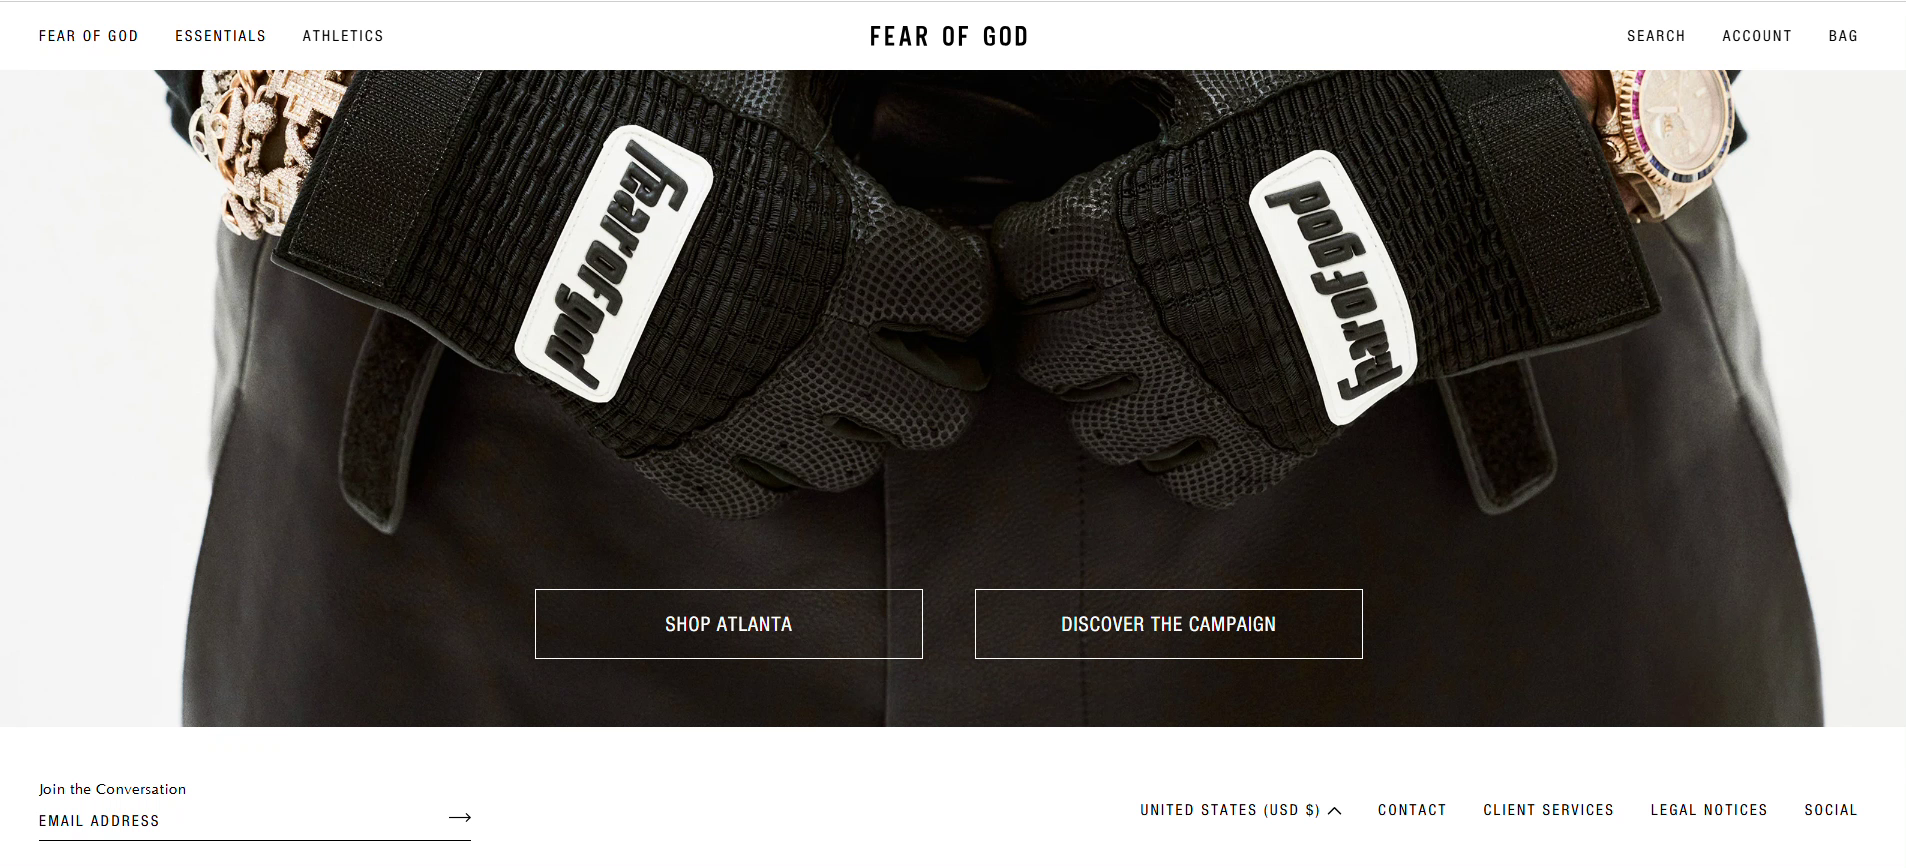 FEAR OF GOD
ESSENTIALS
ATHLETICS
FEAR OF GOD
SEARCH
ACCOUNT
BAG
fear of god
fear of god
SHOP ATLANTA
DISCOVER THE CAMPAIGN
Join the Conversation
EMAIL ADDRESS
UNITED STATES (USD $)
CONTACT
CLIENT SERVICES
LEGAL NOTICES
SOCIAL